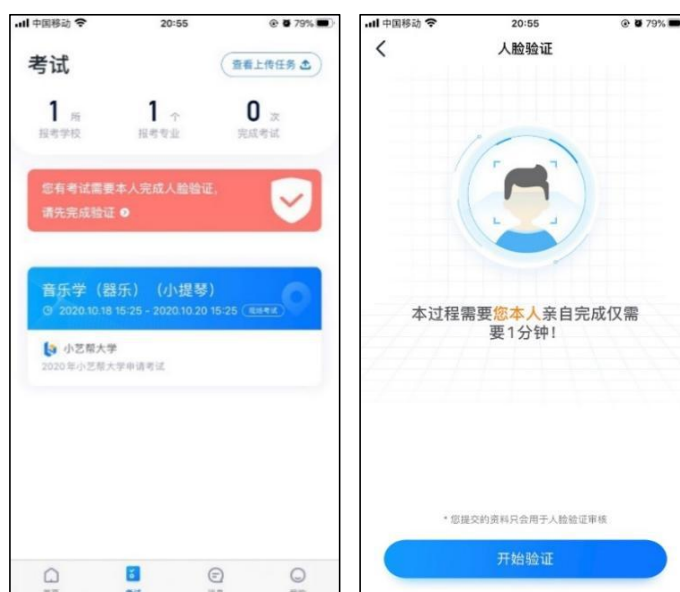 中国移动 20:55 79%
考试
查看上传任务
1 所
报考学校
1 个
报考专业
0 次
完成考试
您有考试需要本人完成人脸验证,
请先完成验证
音乐学(器乐)(小提琴)
2020.10.18 15:25 - 2020.10.20 15:25
小艺帮大学
2020年小艺帮大学申请考试
考试
中国移动 20:55 79%
人脸验证
本过程需要您本人亲自完成仅需
要1分钟!
* 您提交的资料只会用于人脸验证审核
开始验证